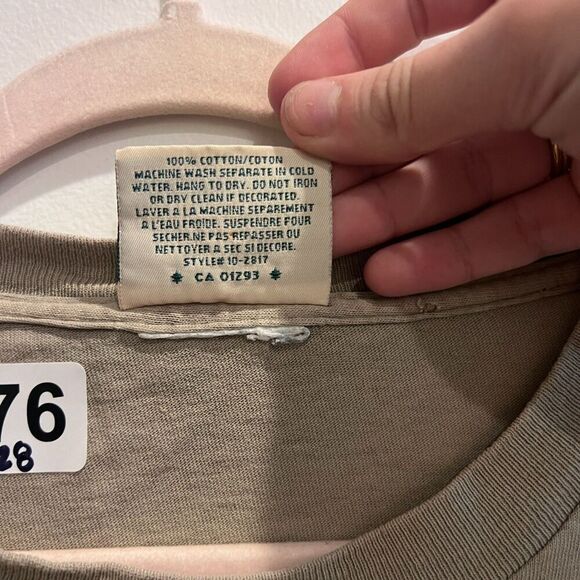 100% COTTON/COTON
MACHINE WASH SEPARATE IN COLD
WATER. HANG TO DRY. DO NOT IRON
OR DRY CLEAN IF DECORATED.
LAVER A LA MACHINE SEPAREMENT
A L'EAU FROIDE. SUSPENDRE POUR
SECHER.NE PAS REPASSER OU
NETTOYER A SEC SI DECORE.
STYLE# 10-2817
CA 01293
76
28